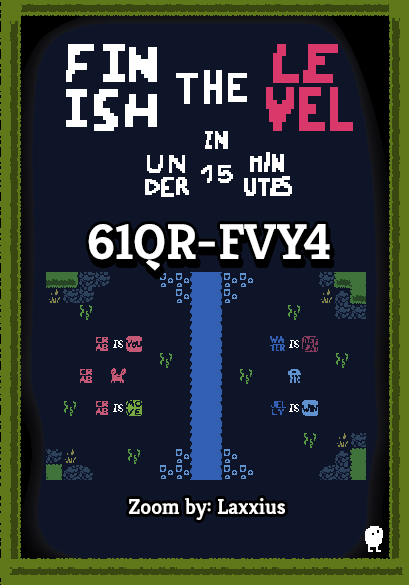 FIN THE LE
ISH VEL
IN
UN 15 MIN
DER UTES
61QR-FVY4
CRAB IS YOU
WATER IS DEFEAT
CRAB
CRAB IS MOVE
JELLY IS WIN
Zoom by: Laxxius